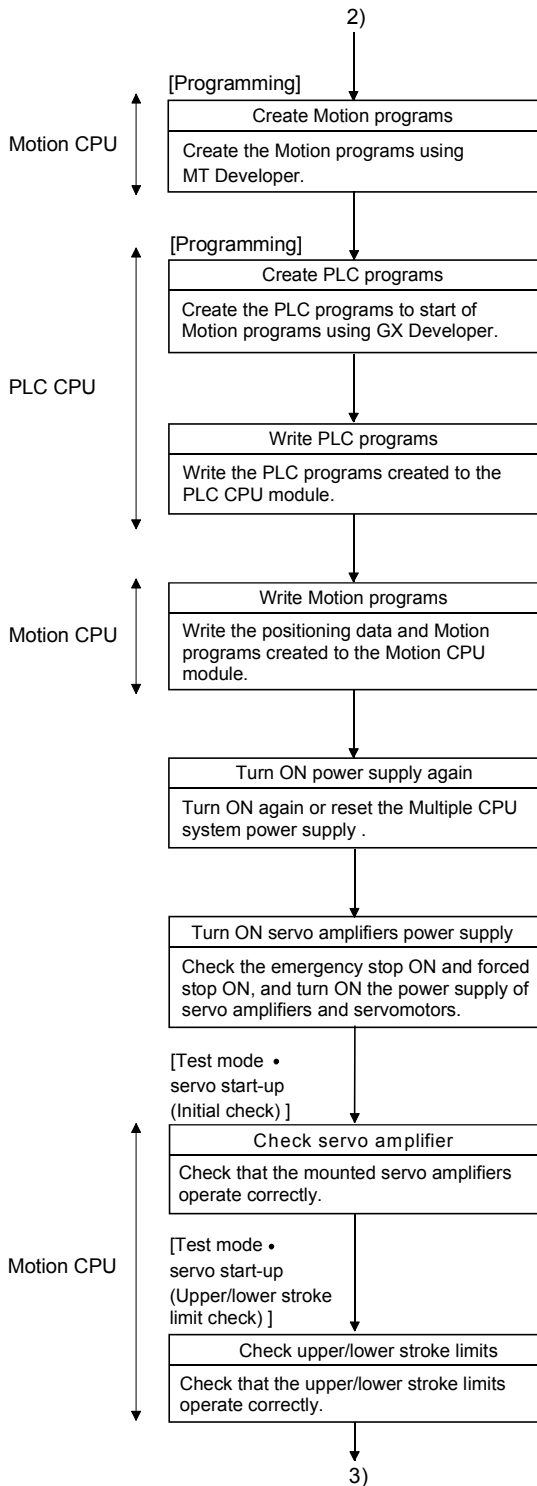 2)
[Programming]
Create Motion programs
Motion CPU
Create the Motion programs using
MT Developer.
[Programming]
Create PLC programs
Create the PLC programs to start of
Motion programs using GX Developer.
PLC CPU
Write PLC programs
Write the PLC programs created to the
PLC CPU module.
Write Motion programs
Motion CPU
Write the positioning data and Motion
programs created to the Motion CPU
module.
Turn ON power supply again
Turn ON again or reset the Multiple CPU
system power supply .
Turn ON servo amplifiers power supply
Check the emergency stop ON and forced
stop ON, and turn ON the power supply of
servo amplifiers and servomotors.
[Test mode •
servo start-up
(Initial check) ]
Check servo amplifier
Check that the mounted servo amplifiers
operate correctly.
Motion CPU
[Test mode •
servo start-up
(Upper/lower stroke
limit check) ]
Check upper/lower stroke limits
Check that the upper/lower stroke limits
operate correctly.
3)